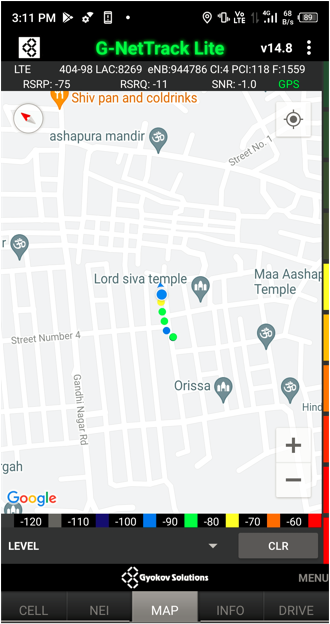 3:11 PM
Vo LTE 4G 68 B/s 89
G-NetTrack Lite v14.8
LTE 404-98 LAC:8269 eNB:944786 CI:4 PCI:118 F:1559
RSRP: -75 RSRQ: -11 SNR: -1.0 GPS
Shiv pan and coldrinks
ashapura mandir
Street No. 1
r
Lord siva temple
Maa Aashap
Temple
Street Number 4
Gandhi Nagar Rd
Orissa
Hind
rgah
+
−
Google
-120 -110 -100 -90 -80 -70 -60
LEVEL CLR
Gyokov Solutions MENU
CELL NEI MAP INFO DRIVE